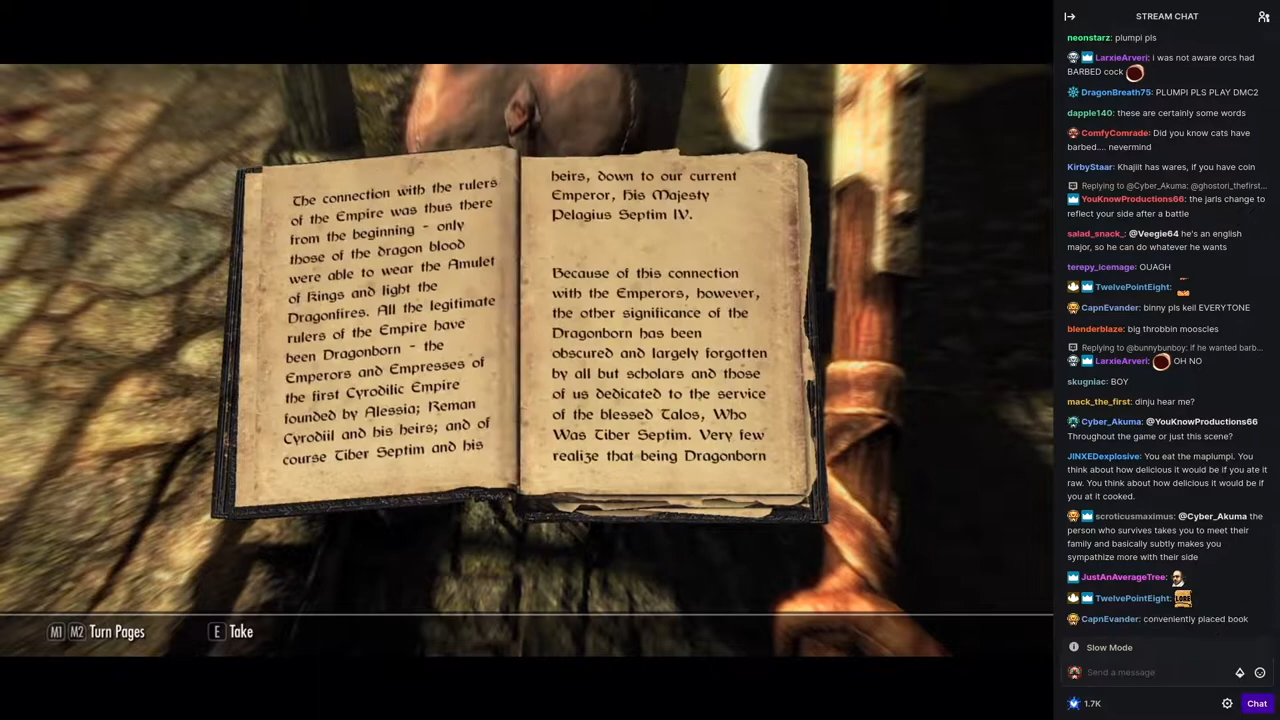 The connection with the rulers
of the Empire was thus there
from the beginning - only
those of the dragon blood
were able to wear the Amulet
of Kings and light the
Dragonfires. All the legitimate
rulers of the Empire have
been Dragonborn - the
Emperors and Empresses of
the first Cyrodilic Empire
founded by Alessia; Reman
Cyrodiil and his heirs; and of
course Tiber Septim and his
heirs, down to our current
Emperor, His Majesty
Pelagius Septim IV.
Because of this connection
with the Emperors, however,
the other significance of the
Dragonborn has been
obscured and largely forgotten
by all but scholars and those
of us dedicated to the service
of the blessed Talos, Who
Was Tiber Septim. Very few
realize that being Dragonborn
M1 M2 Turn Pages
E Take
STREAM CHAT
neonstarz: plumpi pls
LarxieArveri: i was not aware orcs had
BARBED cock
DragonBreath75: PLUMPI PLS PLAY DMC2
dapple140: these are certainly some words
ComfyComrade: Did you know cats have
barbed.... nevermind
KirbyStaar: Khajiit has wares, if you have coin
Replying to @Cyber_Akuma: @ghostori_thefirst...
YouKnowProductions66: the jarls change to
reflect your side after a battle
salad_snack_: @Veegie64 he's an english
major, so he can do whatever he wants
terepy_icemage: OUAGH
TwelvePointEight:
CapnEvander: binny pls keil EVERYTONE
blenderblaze: big throbbin mooscles
Replying to @bunnybunboy: if he wanted barb...
LarxieArveri: OH NO
skugniac: BOY
mack_the_first: dinju hear me?
Cyber_Akuma: @YouKnowProductions66
Throughout the game or just this scene?
JINXEDexplosive: You eat the maplumpi. You
think about how delicious it would be if you ate it
raw. You think about how delicious it would be if
you at it cooked.
scroticusmaximus: @Cyber_Akuma the
person who survives takes you to meet their
family and basically subtly makes you
sympathize more with their side
JustAnAverageTree:
TwelvePointEight: LORE
CapnEvander: conveniently placed book
Slow Mode
Send a message
1.7K
Chat